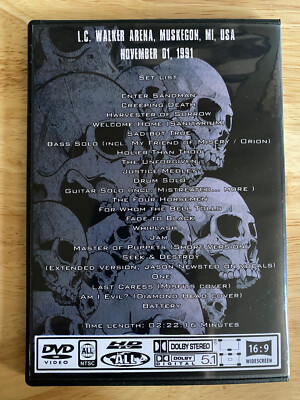 L.C. WALKER ARENA, MUSKEGON, MI, USA
NOVEMBER 01, 1991
SET LIST
ENTER SANDMAN
CREEPING DEATH
HARVESTER OF SORROW
WELCOME HOME (SANITARIUM)
SAD BUT TRUE
BASS SOLO (INCL. MY FRIEND OF MISERY / ORION)
HOLIER THAN THOU
THE UNFORGIVEN
JUSTICE MEDLEY
DRUM SOLO
GUITAR SOLO (INCL. MISTREATED... MORE )
THE FOUR HORSEMEN
FOR WHOM THE BELL TOLLS
FADE TO BLACK
WHIPLASH
JAM
MASTER OF PUPPETS (SHORT VERSION)
SEEK & DESTROY
(EXTENDED VERSION, JASON NEWSTED ON VOCALS)
ONE
LAST CARESS (MISFITS COVER)
AM I EVIL? (DIAMOND HEAD COVER)
BATTERY
TIME LENGTH: 02:22.16 MINUTES
DVD
VIDEO
ALL
NTSC
ALL
DOLBY STEREO
DOLBY
DIGITAL
5.1
16:9
WIDESCREEN